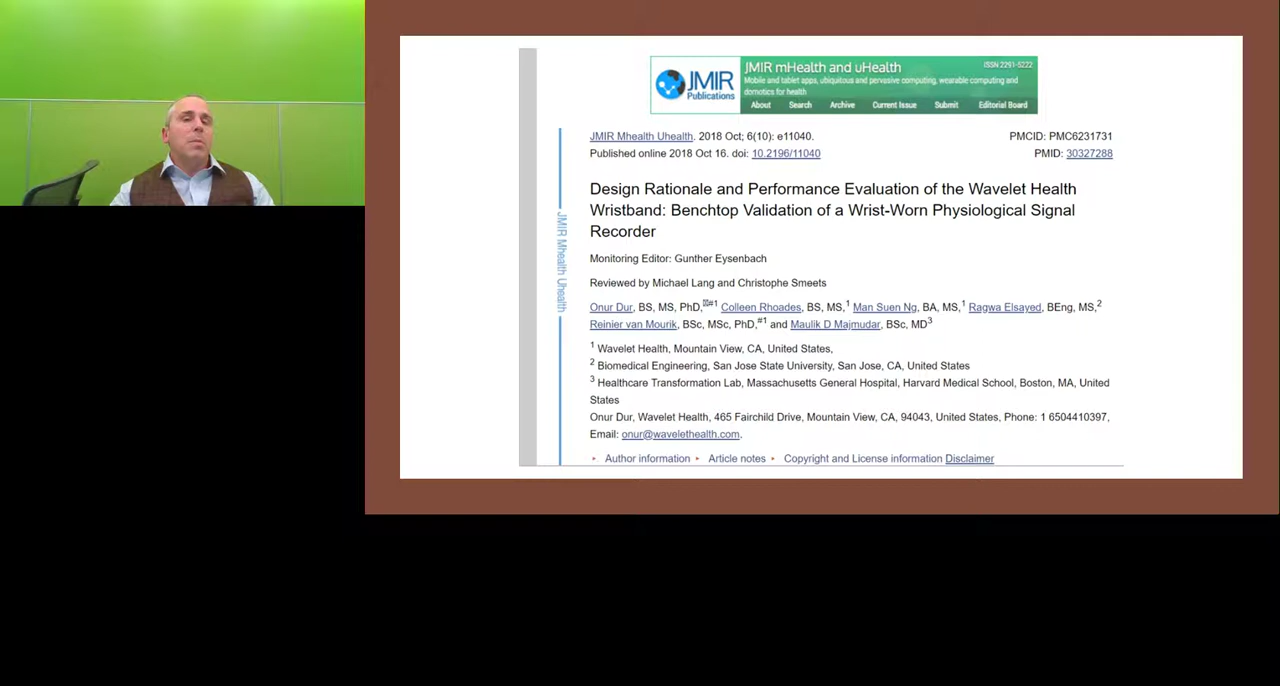 JMIR Publications
JMIR mHealth and uHealth
ISSN 2291-5222
Mobile and tablet apps, ubiquitous and pervasive computing, wearable computing and
domotics for health
About Search Archive Current Issue Submit Editorial Board
JMIR Mhealth Uhealth. 2018 Oct; 6(10): e11040.
PMCID: PMC6231731
Published online 2018 Oct 16. doi: 10.2196/11040
PMID: 30327288
Design Rationale and Performance Evaluation of the Wavelet Health
Wristband: Benchtop Validation of a Wrist-Worn Physiological Signal
Recorder
Monitoring Editor: Gunther Eysenbach
Reviewed by Michael Lang and Christophe Smeets
Onur Dur, BS, MS, PhD,#1 Colleen Rhoades, BS, MS,1 Man Suen Ng, BA, MS,1 Ragwa Elsayed, BEng, MS,2
Reinier van Mourik, BSc, MSc, PhD,#1 and Maulik D Majmudar, BSc, MD3
1 Wavelet Health, Mountain View, CA, United States,
2 Biomedical Engineering, San Jose State University, San Jose, CA, United States
3 Healthcare Transformation Lab, Massachusetts General Hospital, Harvard Medical School, Boston, MA, United
States
Onur Dur, Wavelet Health, 465 Fairchild Drive, Mountain View, CA, 94043, United States, Phone: 1 6504410397,
Email: onur@wavelethealth.com.
Author information Article notes Copyright and License information Disclaimer
JMIR Mhealth Uhealth